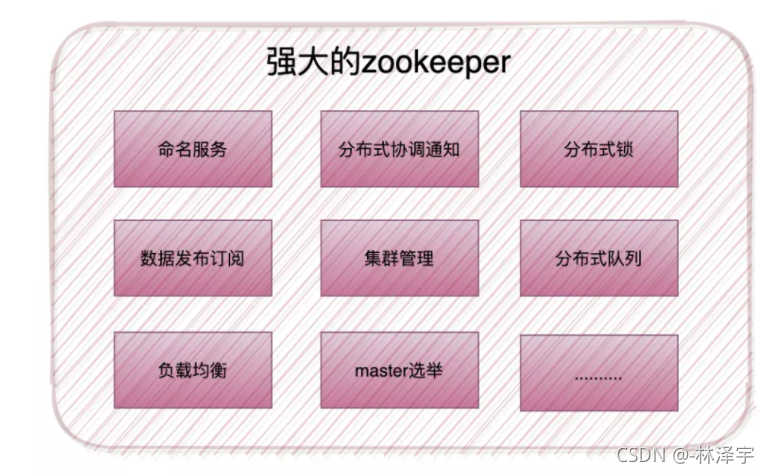 强大的zookeeper
命名服务
分布式协调通知
分布式锁
数据发布订阅
集群管理
分布式队列
负载均衡
master选举
..........
CSDN @-林泽宇